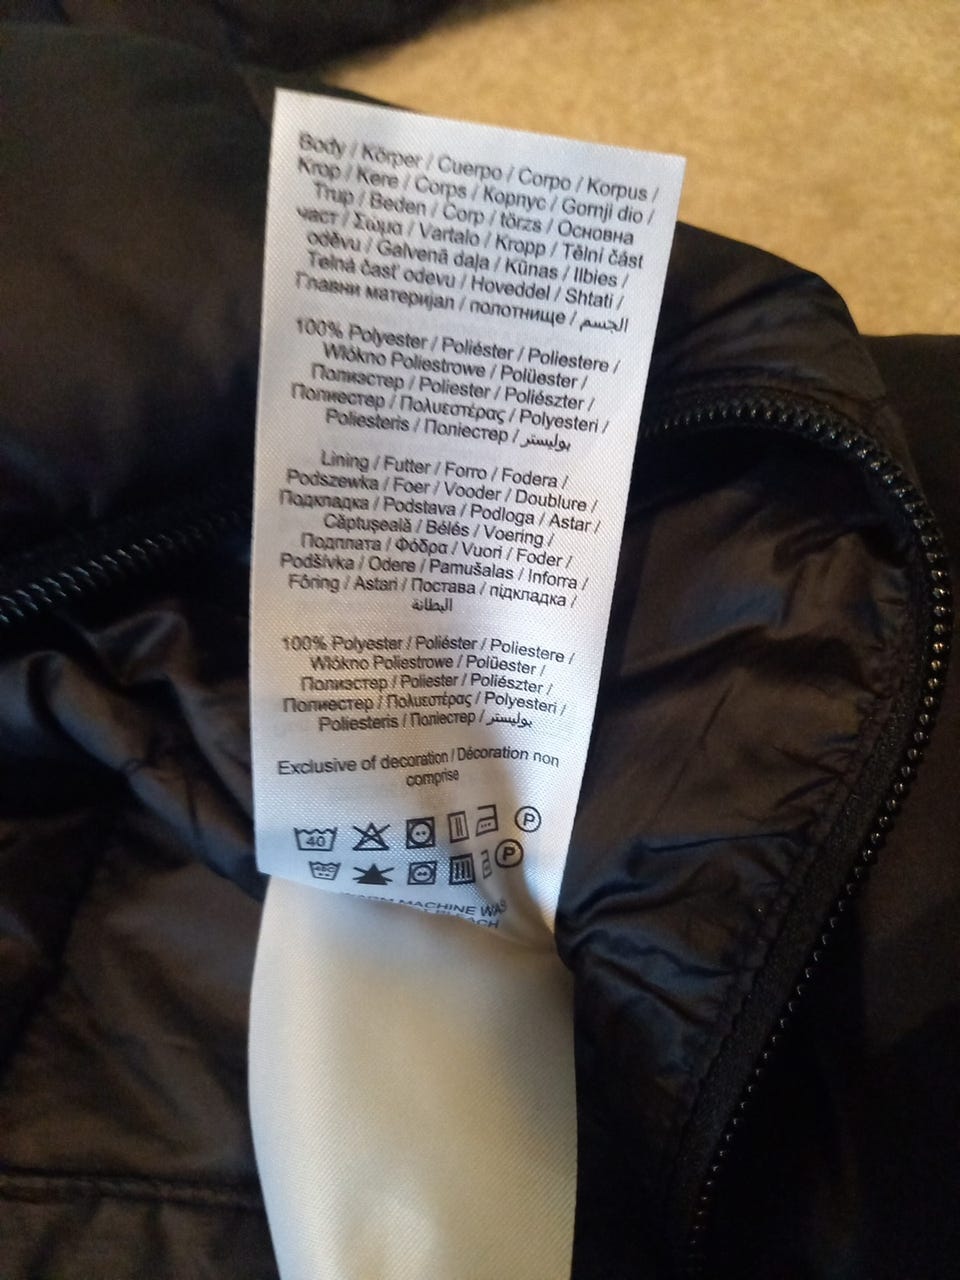 Body / Körper / Cuerpo / Corpo / Korpus /
Krop / Kere / Corps / Корпус / Gornji dio /
Trup / Beden / Corp / törzs / Основна
част / Σώμα / Vartalo / Kropp / Tělní část
oděvu / Galvenā daļa / Kūnas / Ilbies /
Telná časť odevu / Hoveddel / Shtati /
Главни материјал / полотнище / الجسم
100% Polyester / Poliéster / Poliestere /
Włókno Poliestrowe / Polüester /
Полиэстер / Poliester / Poliészter /
Полиестер / Πολυεστέρας / Polyesteri /
Poliesteris / Поліестер / بوليستر
Lining / Futter / Forro / Fodera /
Podszewka / Foer / Vooder / Doublure /
Подкладка / Podstava / Podloga / Astar /
Căptușeală / Bélés / Voering /
Подплата / Φόδρα / Vuori / Foder /
Podšívka / Odere / Pamušalas / Inforra /
Fôring / Astari / Постава / підкладка /
البطانة
100% Polyester / Poliéster / Poliestere /
Włókno Poliestrowe / Polüester /
Полиэстер / Poliester / Poliészter /
Полиестер / Πολυεστέρας / Polyesteri /
Poliesteris / Поліестер / بوليستر
Exclusive of decoration / Décoration non
comprise
40 P
P
MACHINE